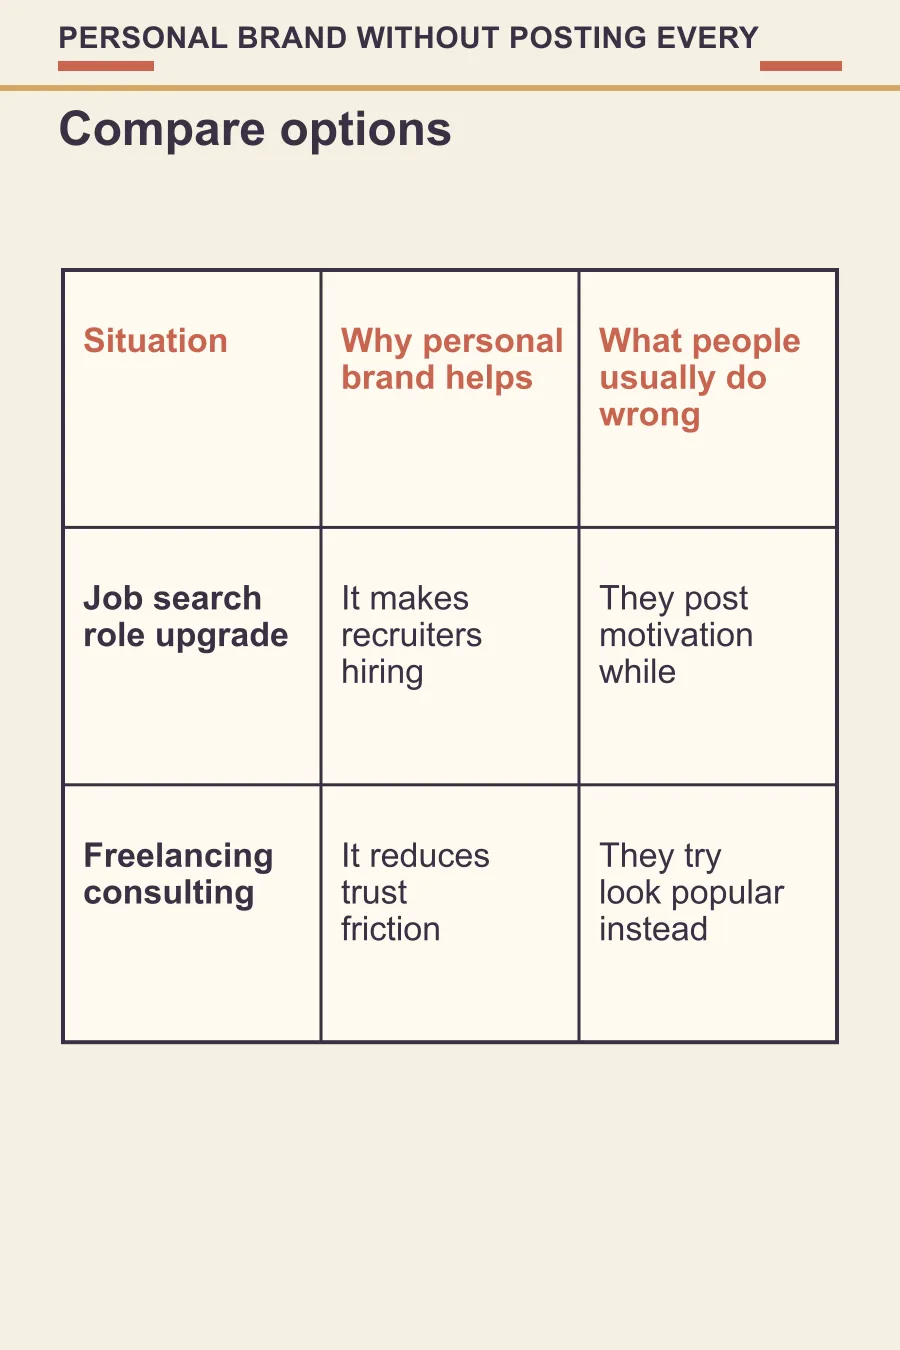 PERSONAL BRAND WITHOUT POSTING EVERY
Compare options
Situation
Why personal
brand helps
What people
usually do
wrong
Job search
role upgrade
It makes
recruiters
hiring
They post
motivation
while
Freelancing
consulting
It reduces
trust
friction
They try
look popular
instead